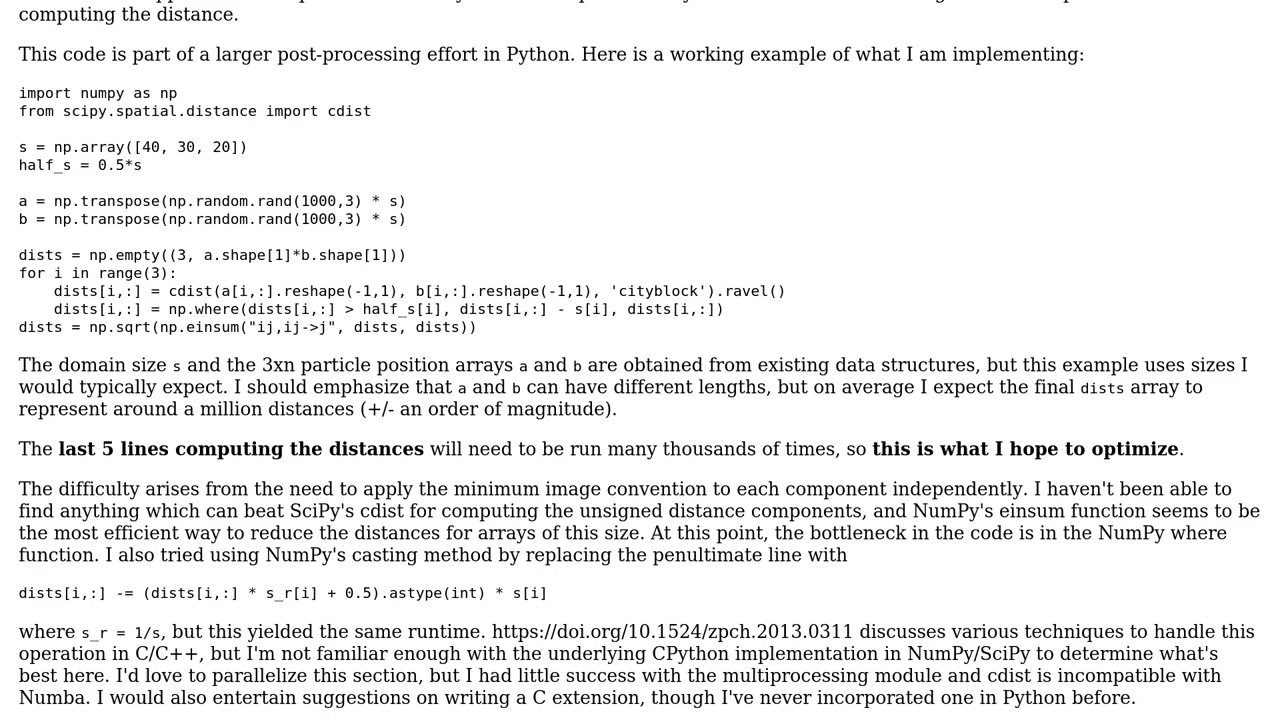 computing the distance.
This code is part of a larger post-processing effort in Python. Here is a working example of what I am implementing:
import numpy as np
from scipy.spatial.distance import cdist
s = np.array([40, 30, 20])
half_s = 0.5*s
a = np.transpose(np.random.rand(1000,3) * s)
b = np.transpose(np.random.rand(1000,3) * s)
dists = np.empty((3, a.shape[1]*b.shape[1]))
for i in range(3):
    dists[i,:] = cdist(a[i,:].reshape(-1,1), b[i,:].reshape(-1,1), 'cityblock').ravel()
    dists[i,:] = np.where(dists[i,:] > half_s[i], dists[i,:] - s[i], dists[i,:])
dists = np.sqrt(np.einsum("ij,ij->j", dists, dists))
The domain size s and the 3xn particle position arrays a and b are obtained from existing data structures, but this example uses sizes I
would typically expect. I should emphasize that a and b can have different lengths, but on average I expect the final dists array to
represent around a million distances (+/- an order of magnitude).
The last 5 lines computing the distances will need to be run many thousands of times, so this is what I hope to optimize.
The difficulty arises from the need to apply the minimum image convention to each component independently. I haven't been able to
find anything which can beat SciPy's cdist for computing the unsigned distance components, and NumPy's einsum function seems to be
the most efficient way to reduce the distances for arrays of this size. At this point, the bottleneck in the code is in the NumPy where
function. I also tried using NumPy's casting method by replacing the penultimate line with
dists[i,:] -= (dists[i,:] * s_r[i] + 0.5).astype(int) * s[i]
where s_r = 1/s, but this yielded the same runtime. https://doi.org/10.1524/zpch.2013.0311 discusses various techniques to handle this
operation in C/C++, but I'm not familiar enough with the underlying CPython implementation in NumPy/SciPy to determine what's
best here. I'd love to parallelize this section, but I had little success with the multiprocessing module and cdist is incompatible with
Numba. I would also entertain suggestions on writing a C extension, though I've never incorporated one in Python before.